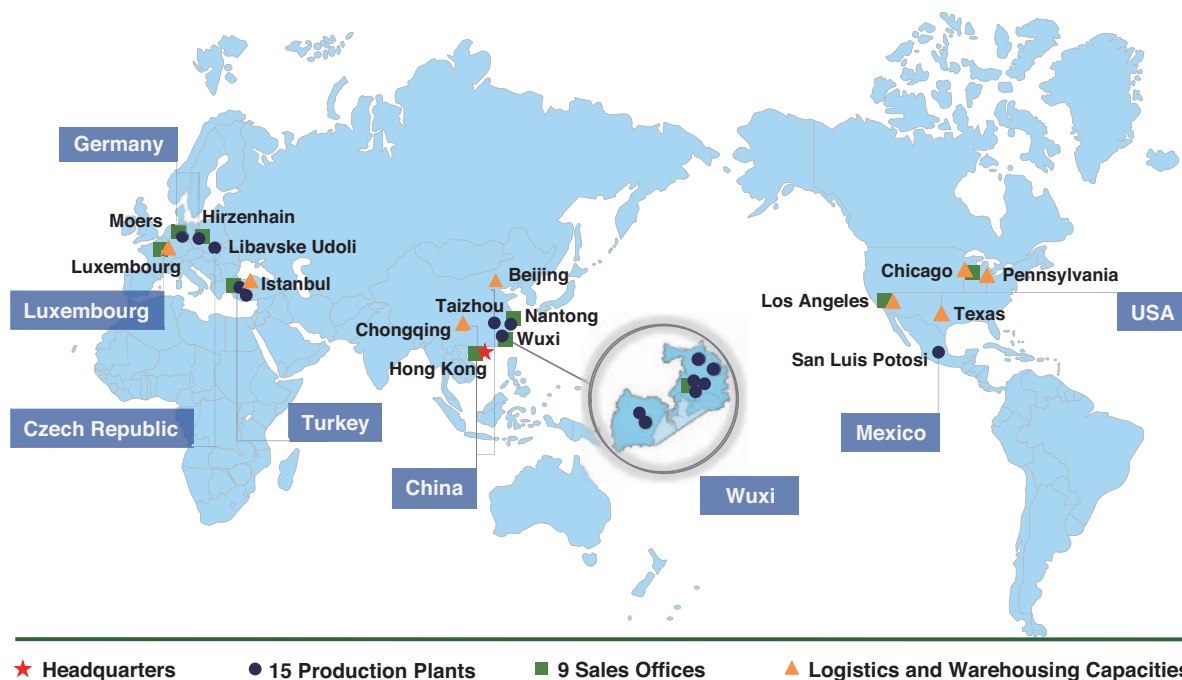 Germany
Moers
Hirzenhain
Libavske Udoli
Luxembourg
Istanbul
Luxembourg
Czech Republic
Turkey
Beijing
Taizhou
Nantong
Chongqing
Wuxi
Hong Kong
China
Wuxi
Chicago
Pennsylvania
Los Angeles
Texas
USA
San Luis Potosi
Mexico
Headquarters
15 Production Plants
9 Sales Offices
Logistics and Warehousing Capacities